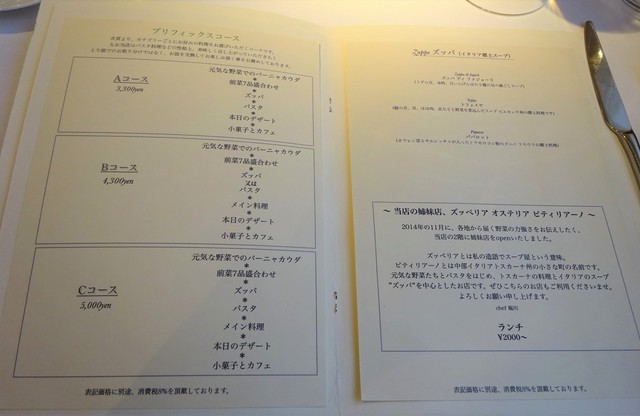 プリフィックスコース
Aコース
3,300yen
元気な野菜でのバーニャカウダ
*
前菜7品盛合わせ
*
ズッパ
*
パスタ
*
本日のデザート
*
小菓子とカフェ
Bコース
4,300yen
元気な野菜でのバーニャカウダ
*
前菜7品盛合わせ
*
ズッパ
又は
パスタ
*
メイン料理
*
本日のデザート
*
小菓子とカフェ
Cコース
5,000yen
元気な野菜でのバーニャカウダ
*
前菜7品盛合わせ
*
ズッパ
*
パスタ
*
メイン料理
*
本日のデザート
*
小菓子とカフェ
表記価格に別途、消費税8%を頂戴しております。
Zuppa ズッパ (イタリア郷土スープ)
~ 当店の姉妹店、ズッペリア オステリア ピティリアーノ ~
2014年の11月に、各地から届く野菜の力強さをお伝えしたく、
当店の2階に姉妹店をopenいたしました。
ズッペリアとは私の造語でスープ屋という意味。
ピティリアーノとは中部イタリアトスカーナ州の小さな町の名前です。
元気な野菜たちとパスタをはじめ、トスカーナの料理とイタリアのスープ
"ズッパ"を中心としたお店です。ぜひこちらのお店もご利用くださいませ。
よろしくお願い申し上げます。
chef 堀川
ランチ
¥2000~
表記価格に別途、消費税8%を頂戴しております。